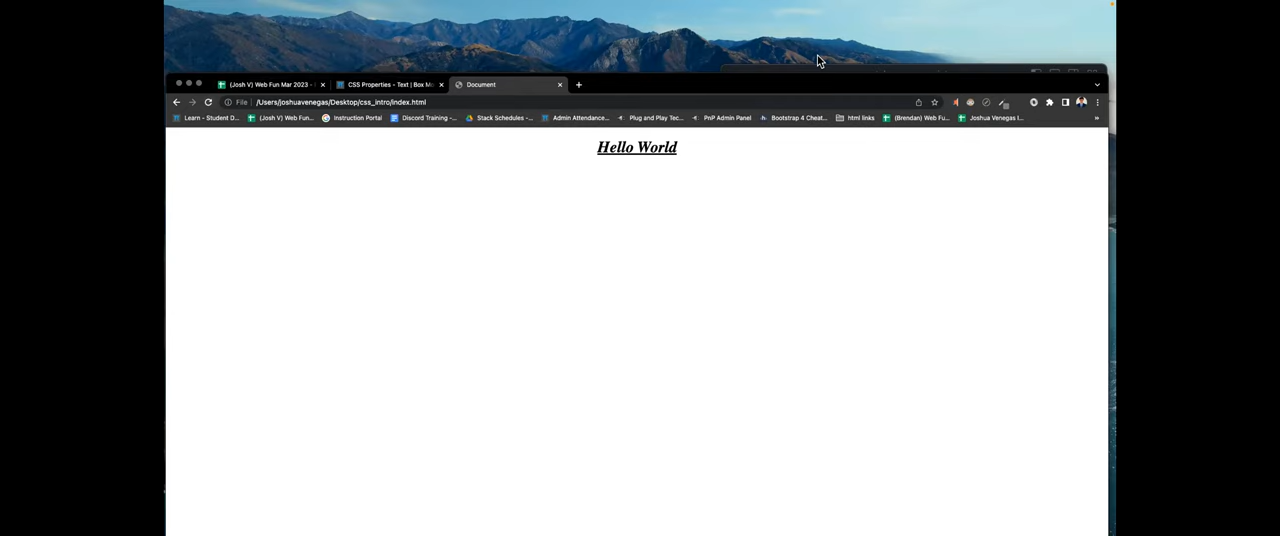 (Josh V) Web Fun Mar 2023 -
CSS Properties - Text | Box Mo
Document
File
/Users/joshuavenegas/Desktop/css_intro/index.html
Learn - Student D...
(Josh V) Web Fun...
Instruction Portal
Discord Training -...
Stack Schedules -...
Admin Attendance...
Plug and Play Tec...
PnP Admin Panel
Bootstrap 4 Cheat...
html links
(Brendan) Web Fu...
Joshua Venegas I...
Hello World